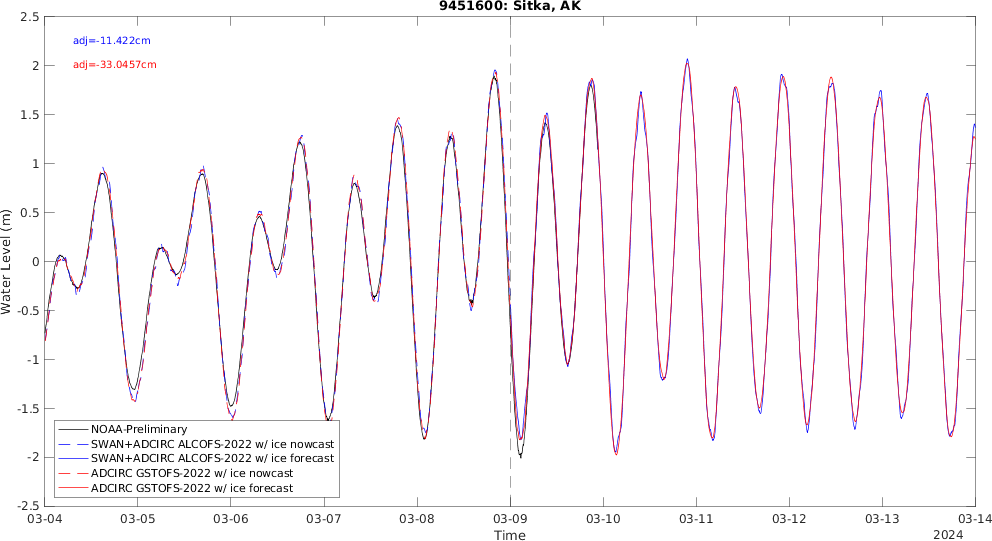 9451600: Sitka, AK
2.5
adj=-11.422cm
2
adj=-33.0457cm
1.5
1
0.5
0
-0.5
-1
-1.5
-2
-2.5
Water Level (m)
NOAA-Preliminary
SWAN+ADCIRC ALCOFS-2022 w/ ice nowcast
SWAN+ADCIRC ALCOFS-2022 w/ ice forecast
ADCIRC GSTOFS-2022 w/ ice nowcast
ADCIRC GSTOFS-2022 w/ ice forecast
03-04 03-05 03-06 03-07 03-08 03-09 03-10 03-11 03-12 03-13 03-14
Time
2024